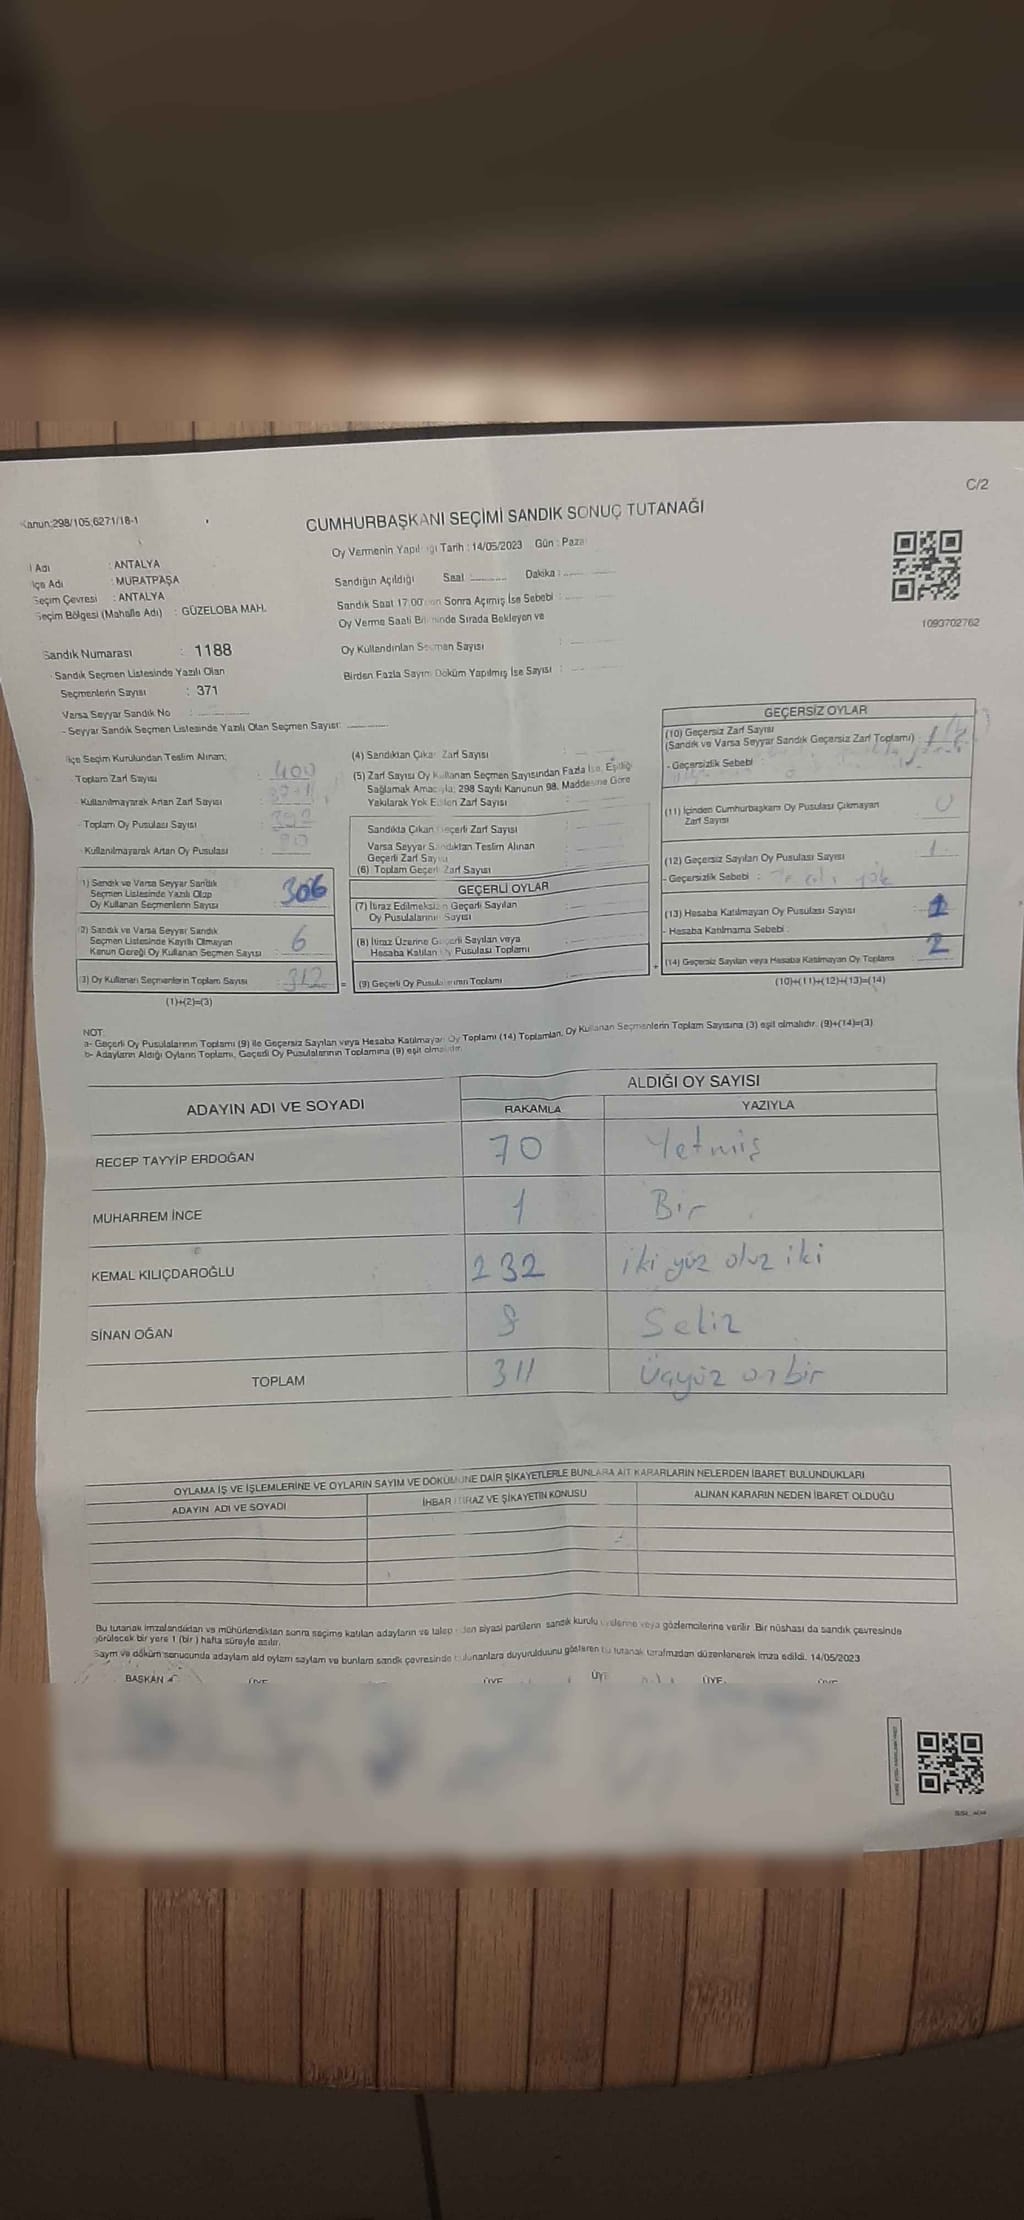 C/2
Kanun:298/105,6271/18-1
CUMHURBAŞKANI SEÇİMİ SANDIK SONUÇ TUTANAĞI
Oy Vermenin Yapıldığı Tarih : 14/05/2023 Gün : Pazar
İl Adı : ANTALYA
İlçe Adı : MURATPAŞA
Seçim Çevresi : ANTALYA
Seçim Bölgesi (Mahalle Adı) : GÜZELOBA MAH.
Sandığın Açıldığı Saat Dakika :
Sandık Saat 17:00'den Sonra Açılmış İse Sebebi :
Oy Verme Saati Bitiminde Sırada Bekleyen ve
Oy Kullandırılan Seçmen Sayısı :
Birden Fazla Sayım Döküm Yapılmış İse Sayısı :
1093702762
Sandık Numarası : 1188
- Sandık Seçmen Listesinde Yazılı Olan
Seçmenlerin Sayısı : 371
Varsa Seyyar Sandık No :
- Seyyar Sandık Seçmen Listesinde Yazılı Olan Seçmen Sayısı:
İlçe Seçim Kurulundan Teslim Alınan;
- Toplam Zarf Sayısı : 400
- Kullanılmayarak Artan Zarf Sayısı :
- Toplam Oy Pusulası Sayısı :
- Kullanılmayarak Artan Oy Pusulası :
1) Sandık ve Varsa Seyyar Sandık
Seçmen Listesinde Yazılı Olup
Oy Kullanan Seçmenlerin Sayısı : 306
2) Sandık ve Varsa Seyyar Sandık
Seçmen Listesinde Kayıtlı Olmayan
Kanun Gereği Oy Kullanan Seçmen Sayısı : 6
(3) Oy Kullanan Seçmenlerin Toplam Sayısı : 312
(1)+(2)=(3)
(4) Sandıktan Çıkan Zarf Sayısı :
(5) Zarf Sayısı Oy Kullanan Seçmen Sayısından Fazla İse, Eşitliği
Sağlamak Amacıyla; 298 Sayılı Kanunun 98. Maddesine Göre
Yakılarak Yok Edilen Zarf Sayısı :
Sandıkta Çıkan Geçerli Zarf Sayısı
Varsa Seyyar Sandıktan Teslim Alınan
Geçerli Zarf Sayısı
(6) Toplam Geçerli Zarf Sayısı
GEÇERLİ OYLAR
(7) İtiraz Edilmeksizin Geçerli Sayılan
Oy Pusulalarının Sayısı
(8) İtiraz Üzerine Geçerli Sayılan veya
Hesaba Katılan Oy Pusulası Toplamı
= (9) Geçerli Oy Pusulalarının Toplamı
GEÇERSİZ OYLAR
(10) Geçersiz Zarf Sayısı
(Sandık ve Varsa Seyyar Sandık Geçersiz Zarf Toplamı) :
- Geçersizlik Sebebi :
(11) İçinden Cumhurbaşkanı Oy Pusulası Çıkmayan
Zarf Sayısı 0
(12) Geçersiz Sayılan Oy Pusulası Sayısı : 1
- Geçersizlik Sebebi : yok
(13) Hesaba Katılmayan Oy Pusulası Sayısı : 1
- Hesaba Katılmama Sebebi :
+ (14) Geçersiz Sayılan veya Hesaba Katılmayan Oy Toplamı : 2
(10)+(11)+(12)+(13)=(14)
NOT:
a- Geçerli Oy Pusulalarının Toplamı (9) ile Geçersiz Sayılan veya Hesaba Katılmayan Oy Toplamı (14) Toplamları, Oy Kullanan Seçmenlerin Toplam Sayısına (3) eşit olmalıdır. (9)+(14)=(3)
b- Adayların Aldığı Oyların Toplamı, Geçerli Oy Pusulalarının Toplamına (9) eşit olmalıdır.
ADAYIN ADI VE SOYADI ALDIĞI OY SAYISI
RAKAMLA YAZIYLA
RECEP TAYYİP ERDOĞAN 70 Yetmiş
MUHARREM İNCE 1 Bir
KEMAL KILIÇDAROĞLU 232 iki yüz otuz iki
SİNAN OĞAN 8 Sekiz
TOPLAM 311 Üçyüz on bir
OYLAMA İŞ VE İŞLEMLERİNE VE OYLARIN SAYIM VE DÖKÜMÜNE DAİR ŞİKAYETLERLE BUNLARA AİT KARARLARIN NELERDEN İBARET BULUNDUKLARI
ADAYIN ADI VE SOYADI İHBAR İTİRAZ VE ŞİKAYETİN KONUSU ALINAN KARARIN NEDEN İBARET OLDUĞU
Bu tutanak imzalandıktan ve mühürlendikten sonra seçime katılan adayların ve talep eden siyasi partilerin sandık kurulu üyelerine veya gözlemcilerine verilir. Bir nüshası da sandık çevresinde
görülecek bir yere 1 (bir ) hafta süreyle asılır.
Sayım ve döküm sonucunda adayların aldı oyların sayıları ve bunların sandık çevresinde bulunanlara duyurulduunu gösteren bu tutanak tarafımızdan düzenlenerek imza edildi. 14/05/2023
BAŞKAN ÜYE ÜYE ÜYE ÜYE ÜYE